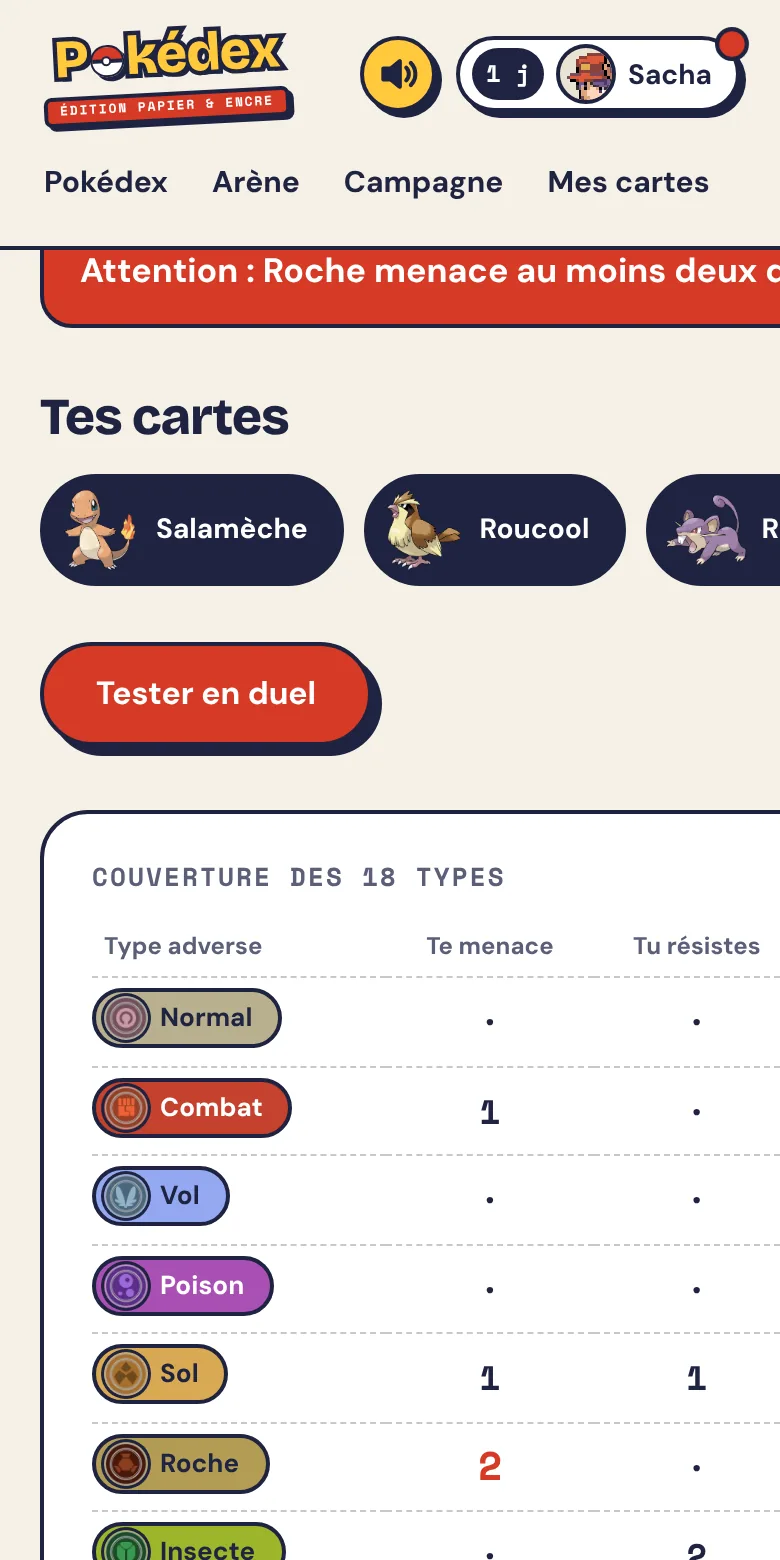 Pokédex
ÉDITION PAPIER & ENCRE
1 j
Sacha
Pokédex Arène Campagne Mes cartes
Attention : Roche menace au moins deux
Tes cartes
Salamèche Roucool R
Tester en duel
COUVERTURE DES 18 TYPES
Type adverse Te menace Tu résistes
Normal · ·
Combat 1 ·
Vol · ·
Poison · ·
Sol 1 1
Roche 2 ·
Insecte · 2